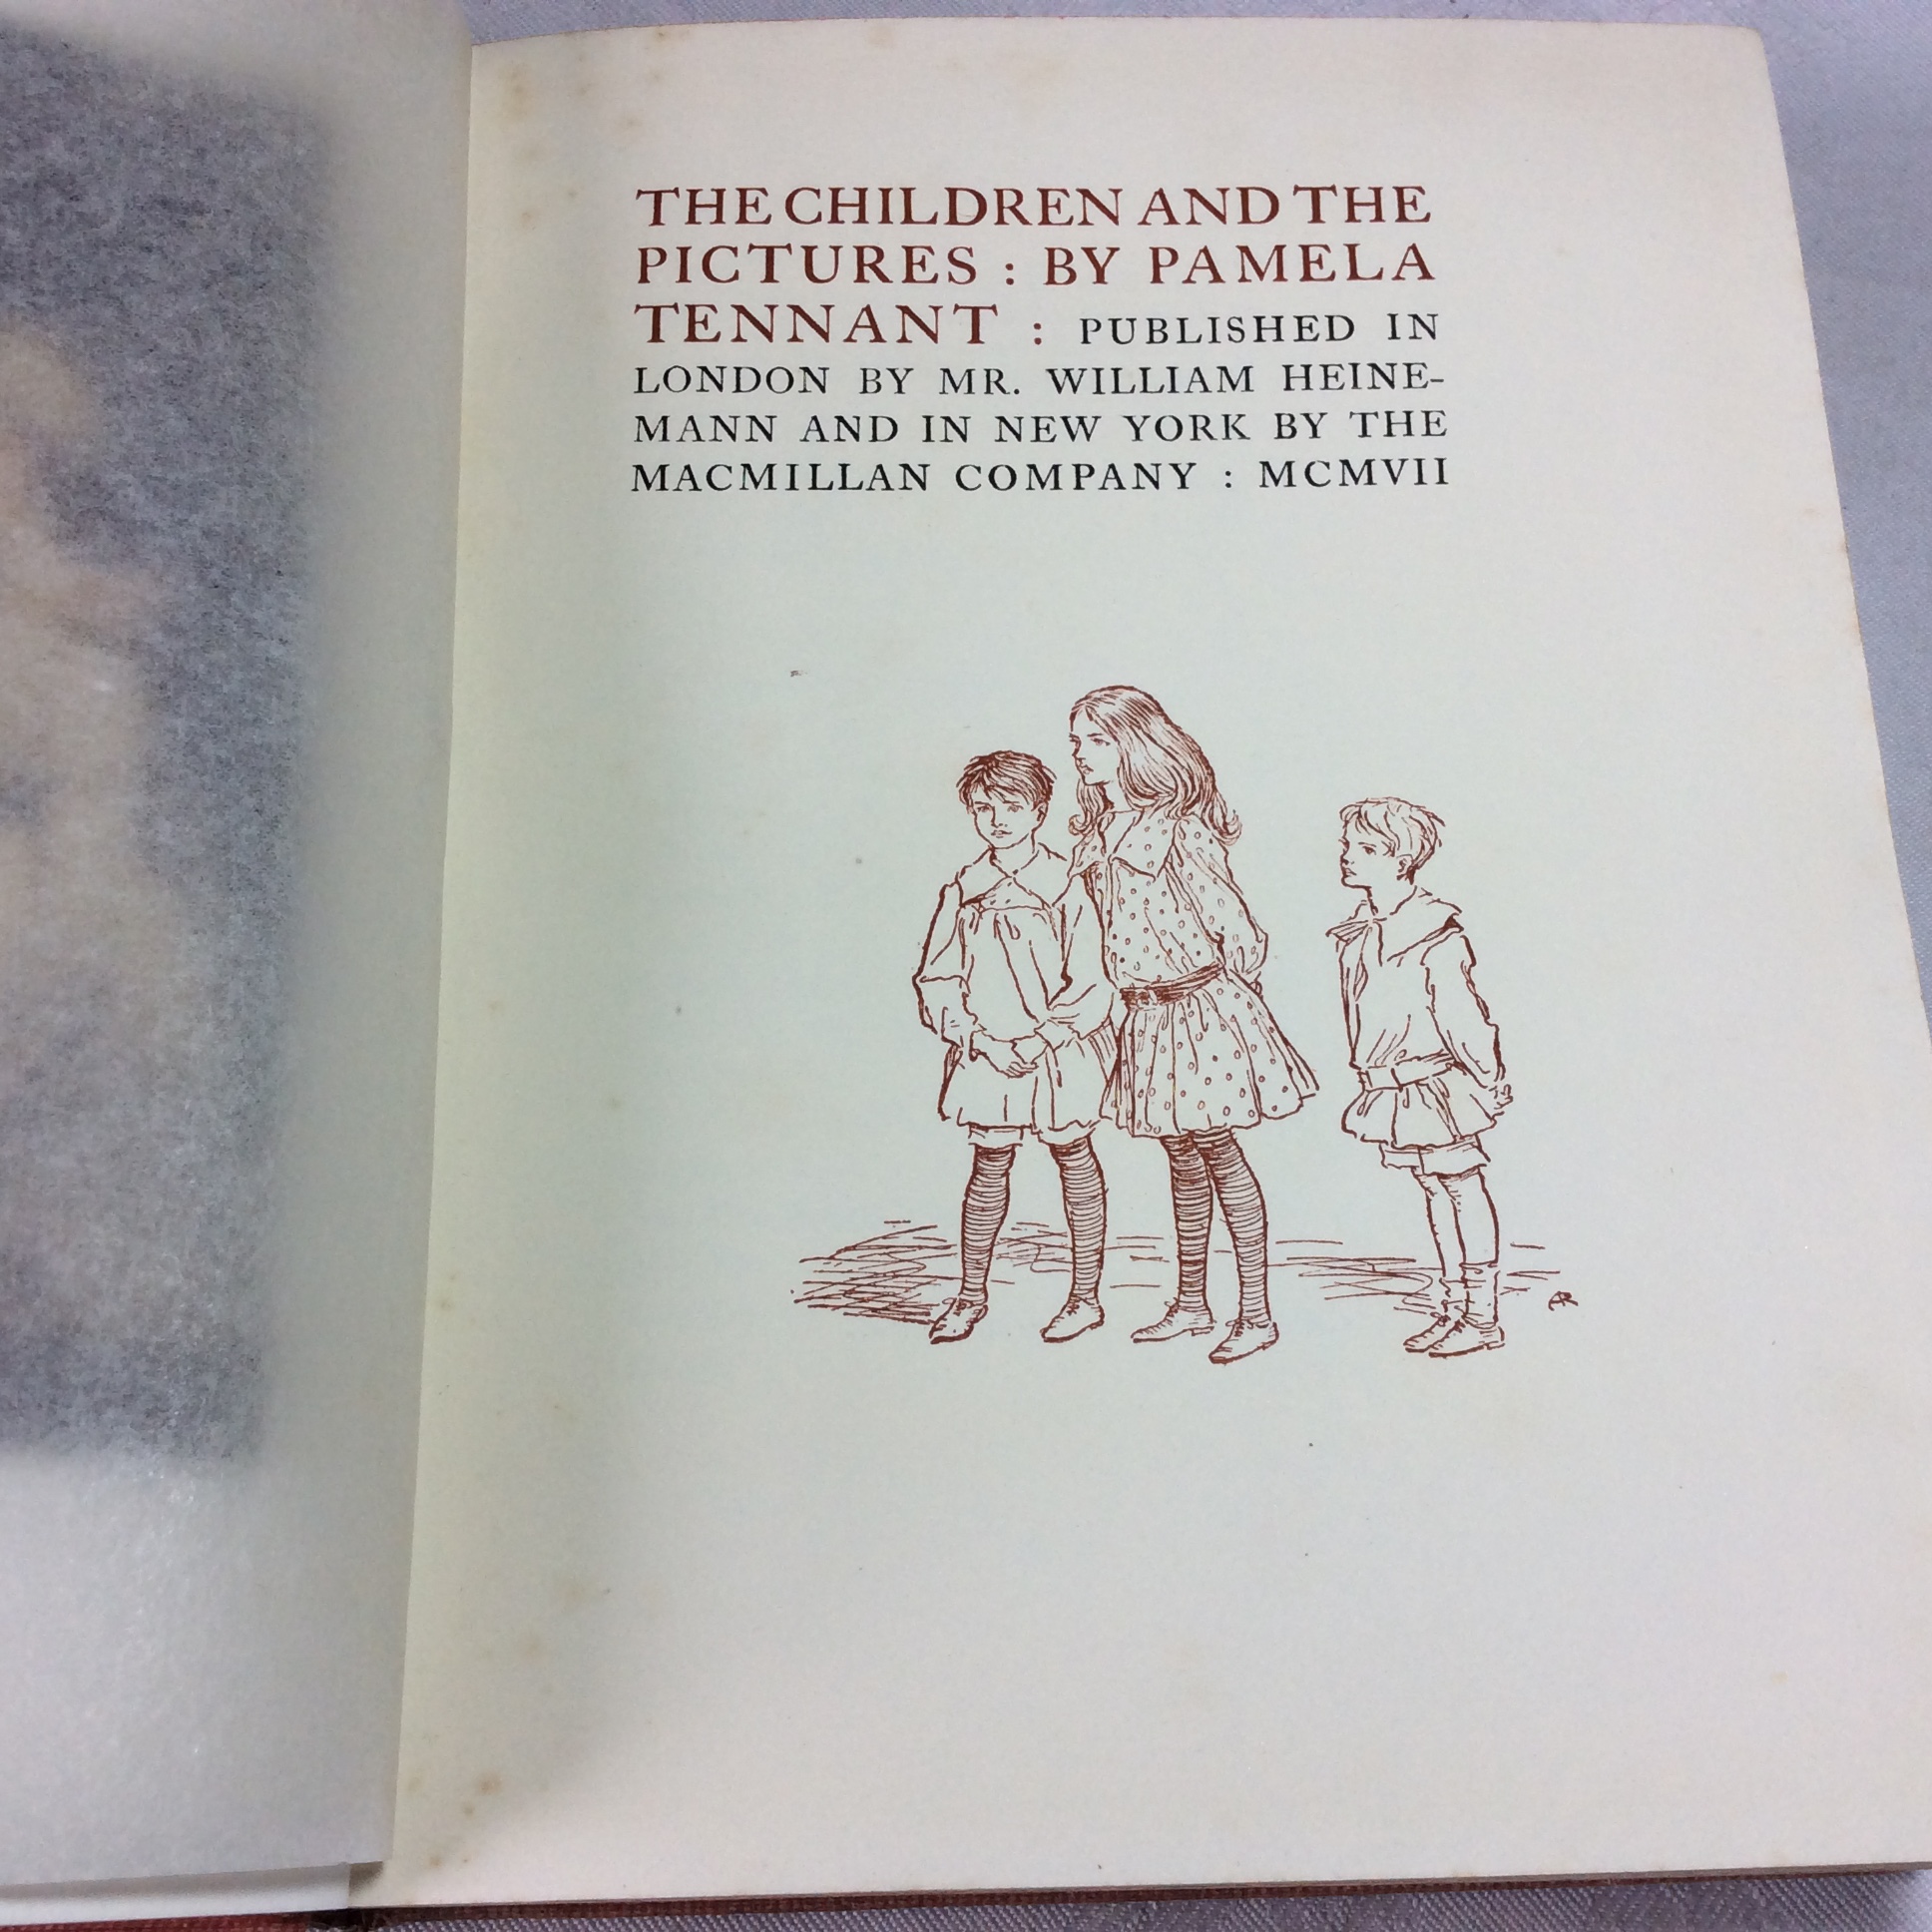 THE CHILDREN AND THE
PICTURES : BY PAMELA
TENNANT : PUBLISHED IN
LONDON BY MR. WILLIAM HEINE-
MANN AND IN NEW YORK BY THE
MACMILLAN COMPANY : MCMVII